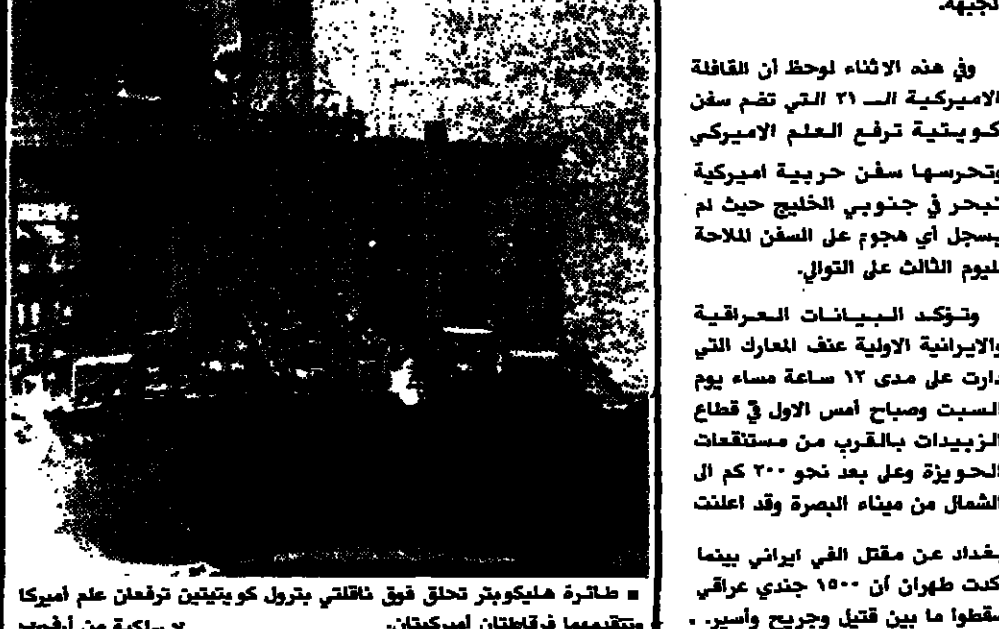 الجبهة.
وفي هذه الاثناء لوحظ أن القافلة
الاميركية الـ ٢١ التي تضم سفن
كويتية ترفع العلم الاميركي
وتحرسها سفن حربية اميركية
تبحر في جنوبي الخليج حيث لم
يسجل أي هجوم على السفن الملاحة
لليوم الثالث على التوالي.
وتؤكد البيانات العراقية
والايرانية الاولية عنف المعارك التي
دارت على مدى ١٢ ساعة مساء يوم
السبت وصباح أمس الاول في قطاع
الزبيدات بالقرب من مستنقعات
الحويزة وعلى بعد نحو ٢٠٠ كم الى
الشمال من ميناء البصرة وقد اعلنت
بغداد عن مقتل الفي ايراني بينما
اكدت طهران أن ١٥٠٠ جندي عراقي
سقطوا ما بين قتيل وجريح وأسير.
■ طائرة هليكوبتر تحلق فوق ناقلتي بترول كويتيتين ترفعان علم أميركا
وتتقدمهما فرقاطتان أميركيتان.